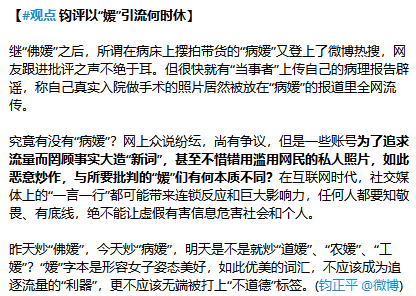 【#观点 钧评以“媛”引流何时休】
继“佛媛”之后，所谓在病床上摆拍带货的“病媛”又登上了微博热搜，网
友跟进批评之声不绝于耳。但很快就有“当事者”上传自己的病理报告辟
谣，称自己真实入院做手术的照片居然被放在“病媛”的报道里全网流
传。
究竟有没有“病媛”？网上众说纷纭，尚有争议，但是一些账号为了追求
流量而罔顾事实大造“新词”，甚至不惜错用滥用网民的私人照片，如此
恶意炒作，与所要批判的“媛”们有何本质不同？在互联网时代，社交媒
体上的“一言一行”都可能带来连锁反应和巨大影响力，任何人都要知敬
畏、有底线，绝不能让虚假有害信息危害社会和个人。
昨天炒“佛媛”，今天炒“病媛”，明天是不是就炒“道媛”、“农媛”、“工
媛”？“媛”字本是形容女子姿态美好，如此优美的词汇，不应该成为追
逐流量的“利器”，更不应该无端被打上“不道德”标签。(钧正平 @微博)